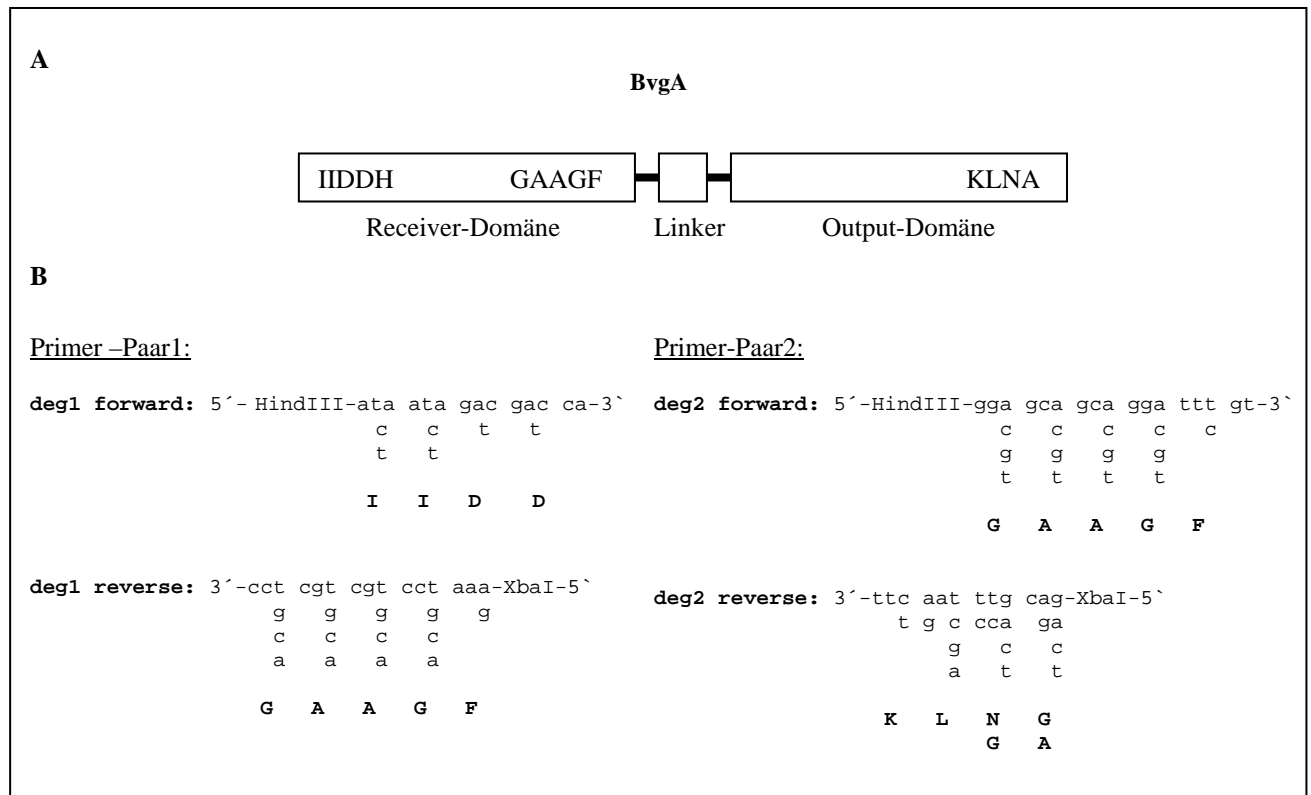 A
BvgA
IIDDH GAAGF KLNA
Receiver-Domäne Linker Output-Domäne
B
Primer –Paar1:
deg1 forward: 5´- HindIII-ata ata gac gac ca-3`
c c t t
t t
I I D D
deg1 reverse: 3´-cct cgt cgt cct aaa-XbaI-5`
g g g g g
c c c c
a a a a
G A A G F
Primer-Paar2:
deg2 forward: 5´-HindIII-gga gca gca gga ttt gt-3`
c c c c c
g g g g
t t t t
G A A G F
deg2 reverse: 3´-ttc aat ttg cag-XbaI-5`
t g c cca ga
g c c
a t t
K L N G
G A